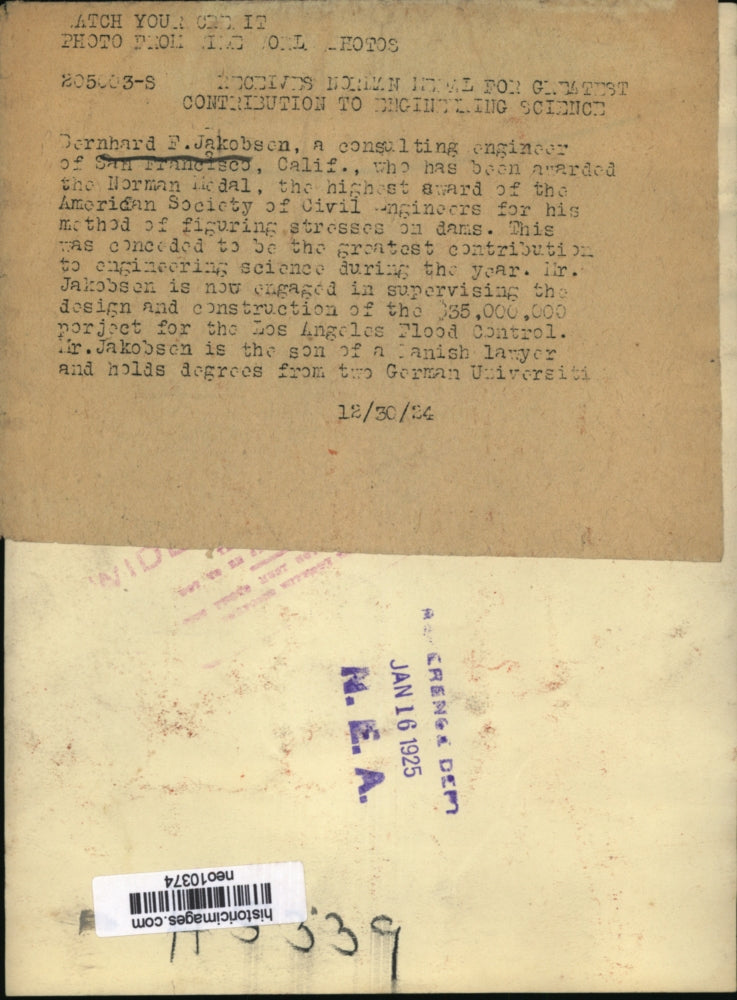 WATCH YOUR CREDIT
PHOTO FROM WIDE WORLD PHOTOS
RECEIVES NORMAN MEDAL FOR GREATEST
CONTRIBUTION TO ENGINEERING SCIENCE
Bernhard F.Jakobsen, a consulting engineer
of San Francisco, Calif., who has been awarded
the Norman Medal, the highest award of the
Amerifan Society of Civil Engineers for his
method of figuring stresses on dams. This
was conceded to be the greatest contribution
to engineering science during the year. Mr.
Jakobsen is now engaged in supervising the
design and construction of the $35,000,000
porject for the Los Angeles Flood Control.
Mr.Jakobsen is the son of a Danish lawyer
and holds degrees from two German Universiti
12/30/24
WIDE
REFERENCE DEPT
JAN 16 1925
N. E. A.
historicimages.com
neo10374